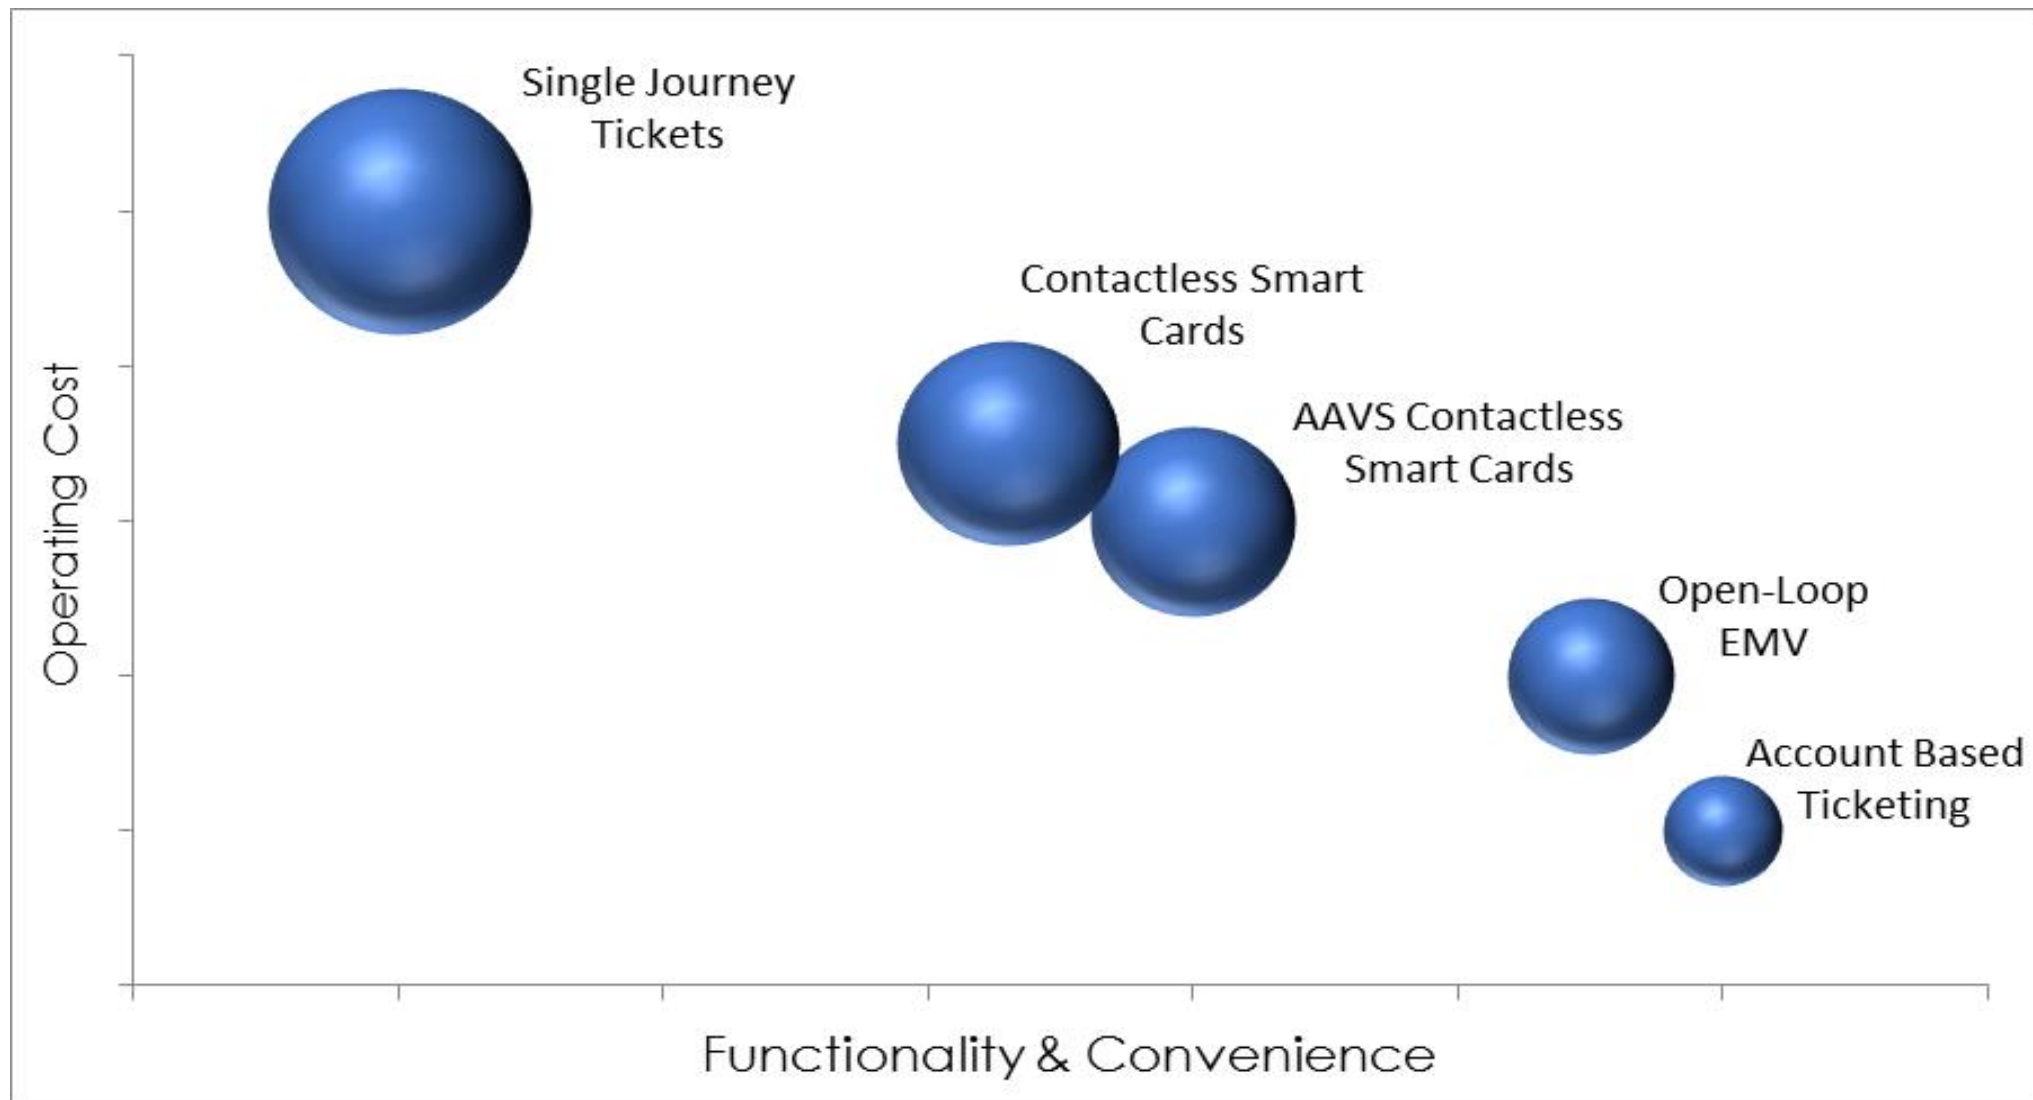 Single Journey
Tickets
Contactless Smart
Cards
AAVS Contactless
Smart Cards
Open-Loop
EMV
Account Based
Ticketing
Operating Cost
Functionality & Convenience